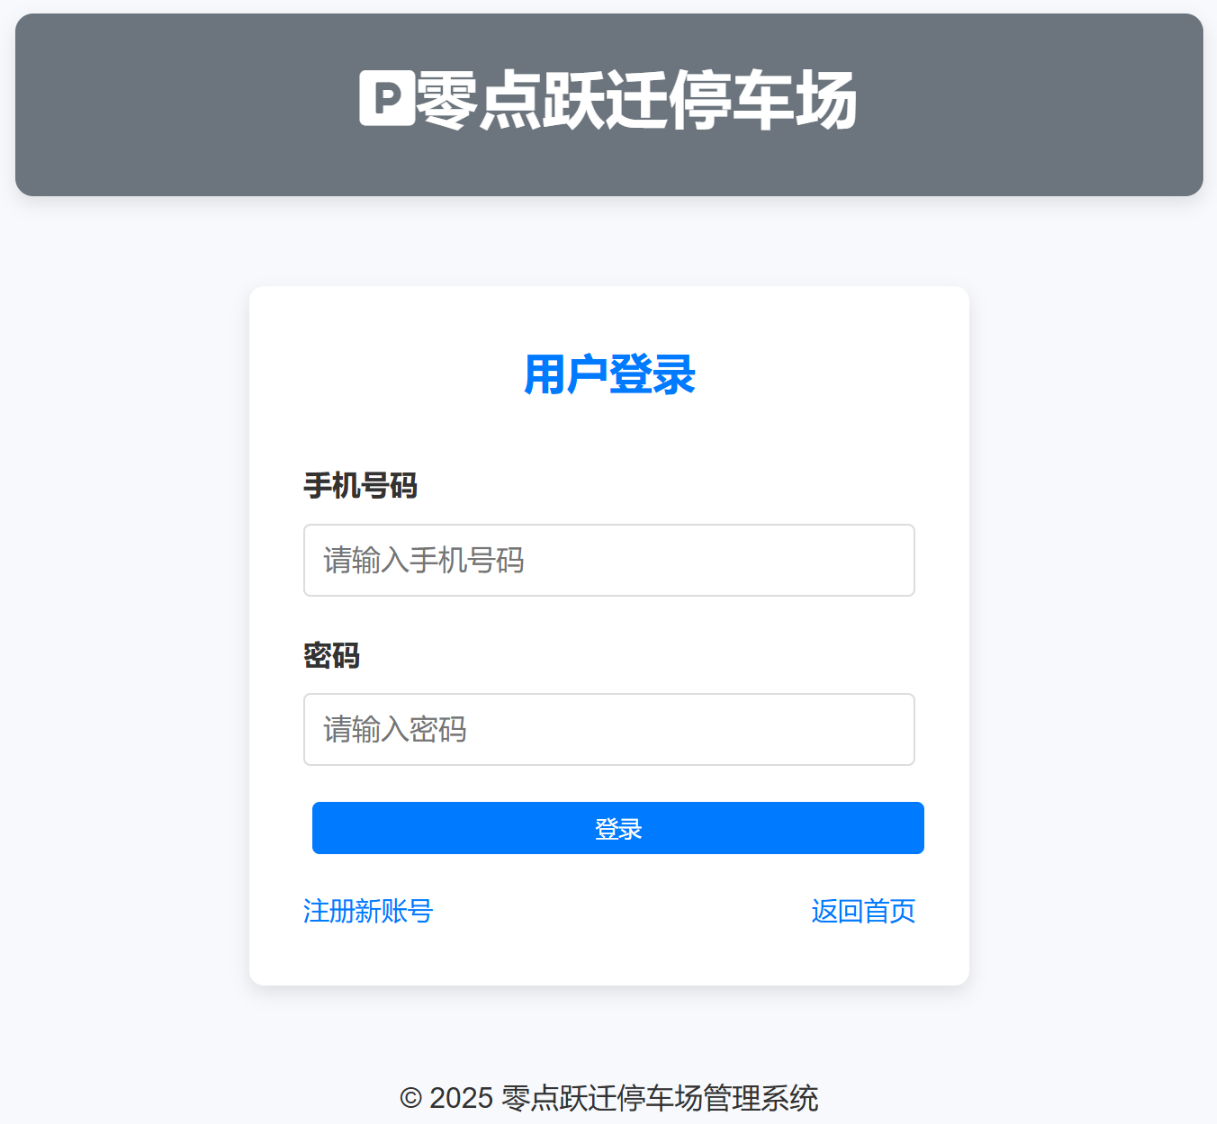 P零点跃迁停车场
用户登录
手机号码
请输入手机号码
密码
请输入密码
登录
注册新账号 返回首页
© 2025 零点跃迁停车场管理系统